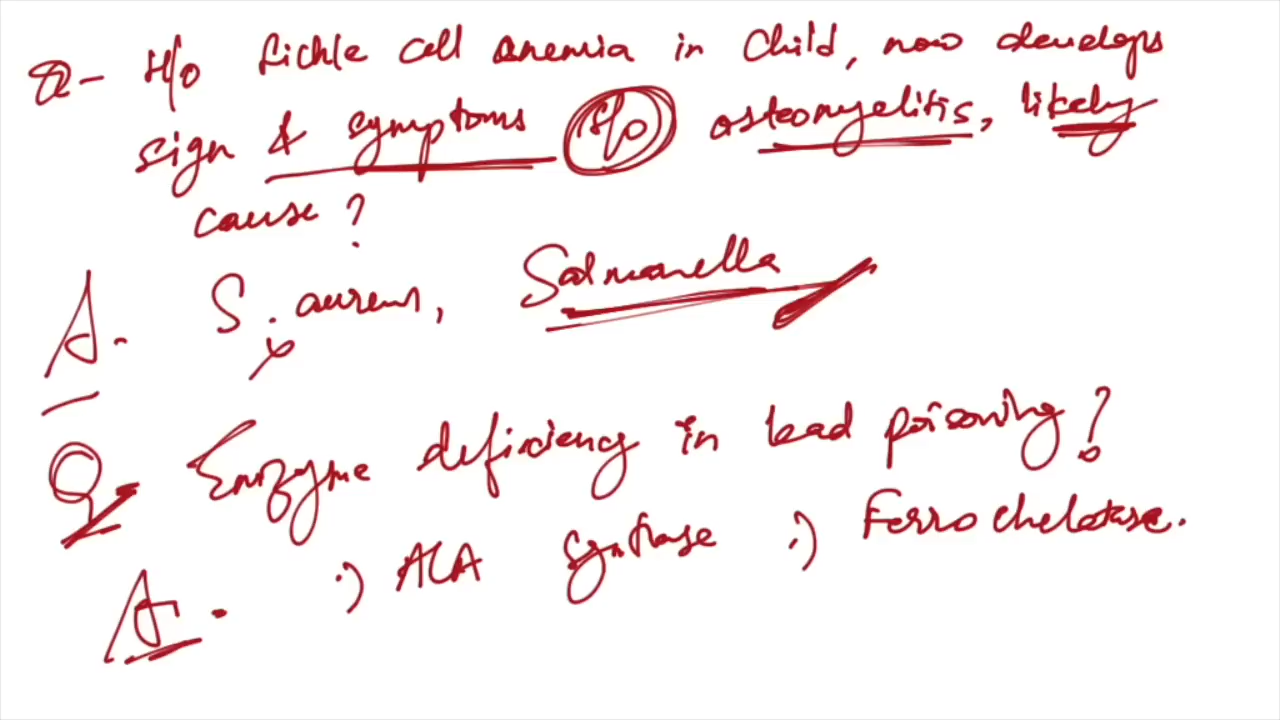 Q- H/o Sickle cell anemia in child, now develops
sign & symptoms s/o osteomyelitis, likely
cause?
A. S. aureus, Salmonella
Q Enzyme deficiency in lead poisoning?
A. .) ALA synthase .) Ferrochelatase.